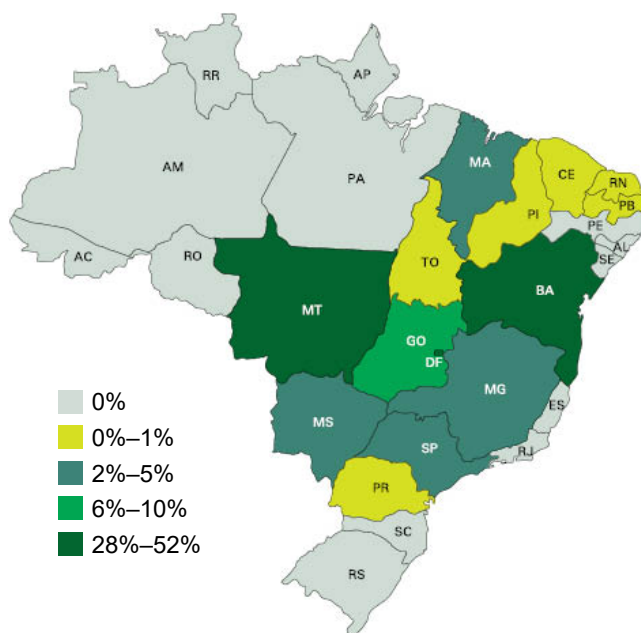 RR
AP
AM
PA
MA
CE
RN
PB
PI
PE
AL
SE
AC
RO
TO
BA
MT
GO
DF
MG
ES
MS
SP
RJ
PR
SC
RS
0%
0%–1%
2%–5%
6%–10%
28%–52%